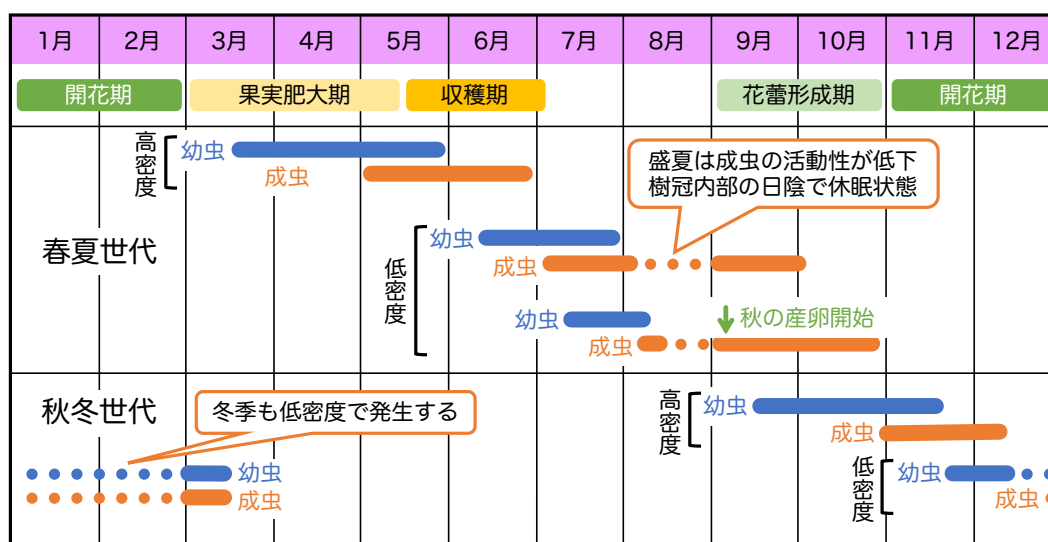 1月 2月 3月 4月 5月 6月 7月 8月 9月 10月 11月 12月
開花期 果実肥大期 収穫期 花蕾形成期 開花期
春夏世代
高密度
幼虫
成虫
盛夏は成虫の活動性が低下
樹冠内部の日陰で休眠状態
低密度
幼虫
成虫
幼虫
成虫
秋の産卵開始
秋冬世代
冬季も低密度で発生する
幼虫
成虫
高密度
幼虫
成虫
低密度
幼虫
成虫